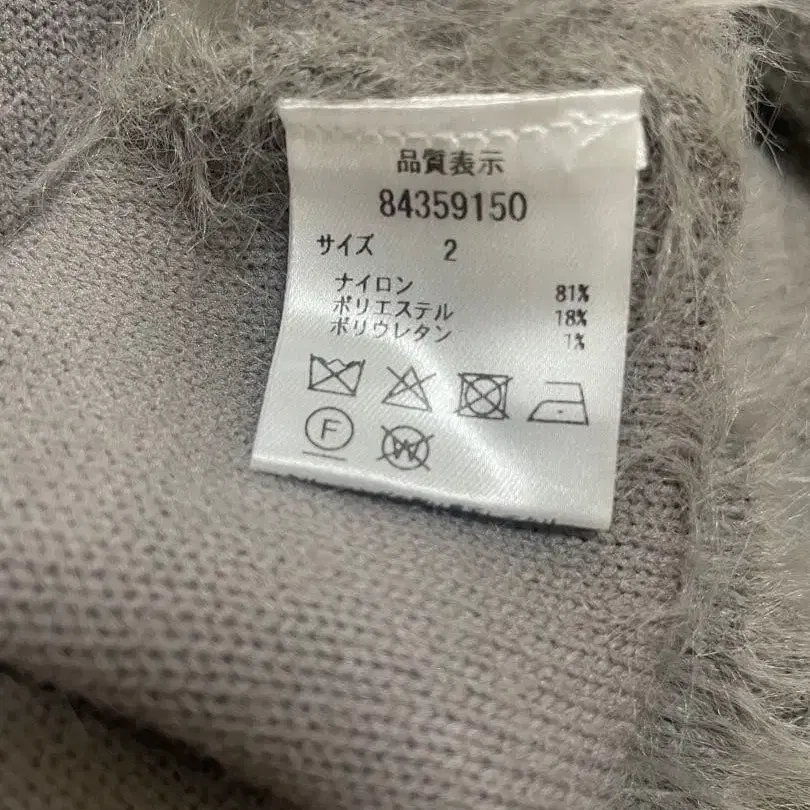 品質表示
84359150
サイズ 2
ナイロン 81%
ポリエステル 18%
ポリウレタン 1%
F W